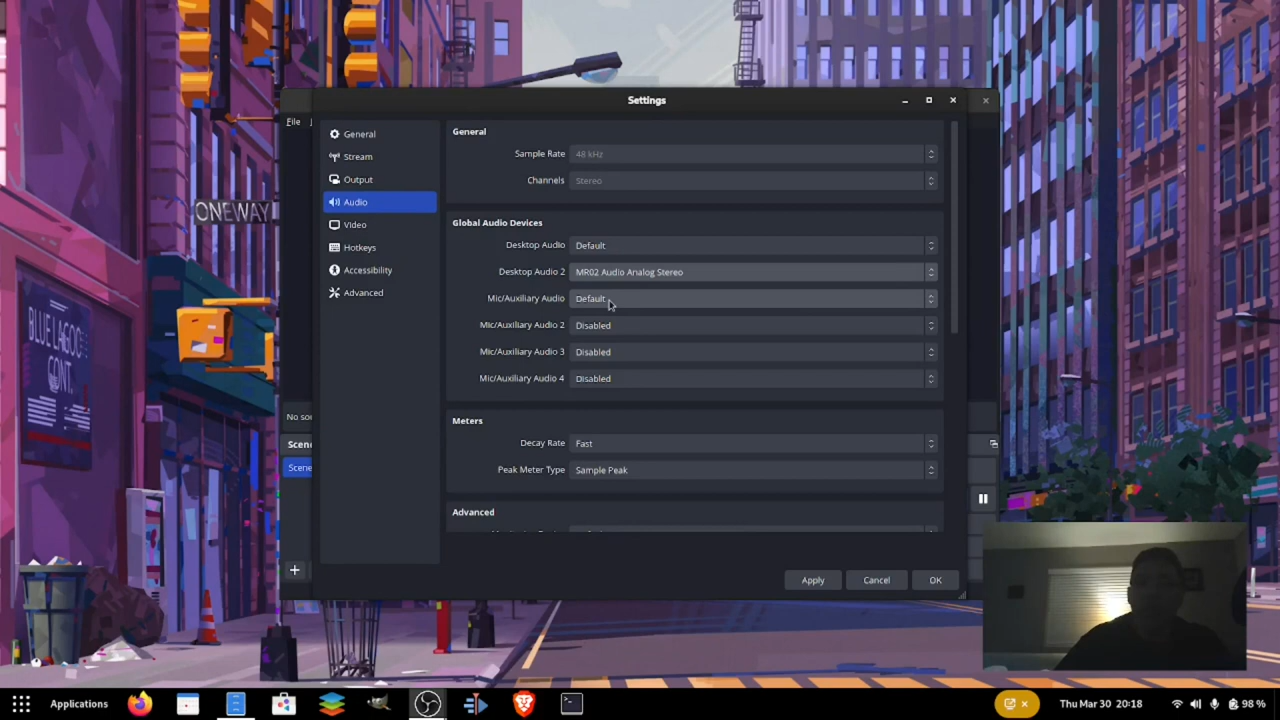 Settings
File
General
Stream
Output
Audio
Video
Hotkeys
Accessibility
Advanced
General
Sample Rate 48 kHz
Channels Stereo
Global Audio Devices
Desktop Audio Default
Desktop Audio 2 MR02 Audio Analog Stereo
Mic/Auxiliary Audio Default
Mic/Auxiliary Audio 2 Disabled
Mic/Auxiliary Audio 3 Disabled
Mic/Auxiliary Audio 4 Disabled
Meters
Decay Rate Fast
Peak Meter Type Sample Peak
Advanced
No so
Scen
Scene
Apply
Cancel
OK
ONEWAY
BLUE LAGOO
CONT.
Applications
Thu Mar 30 20:18
98 %